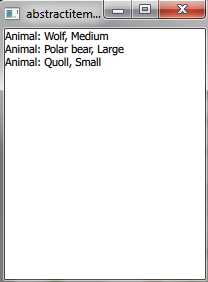 abstractitem...
Animal: Wolf, Medium
Animal: Polar bear, Large
Animal: Quoll, Small